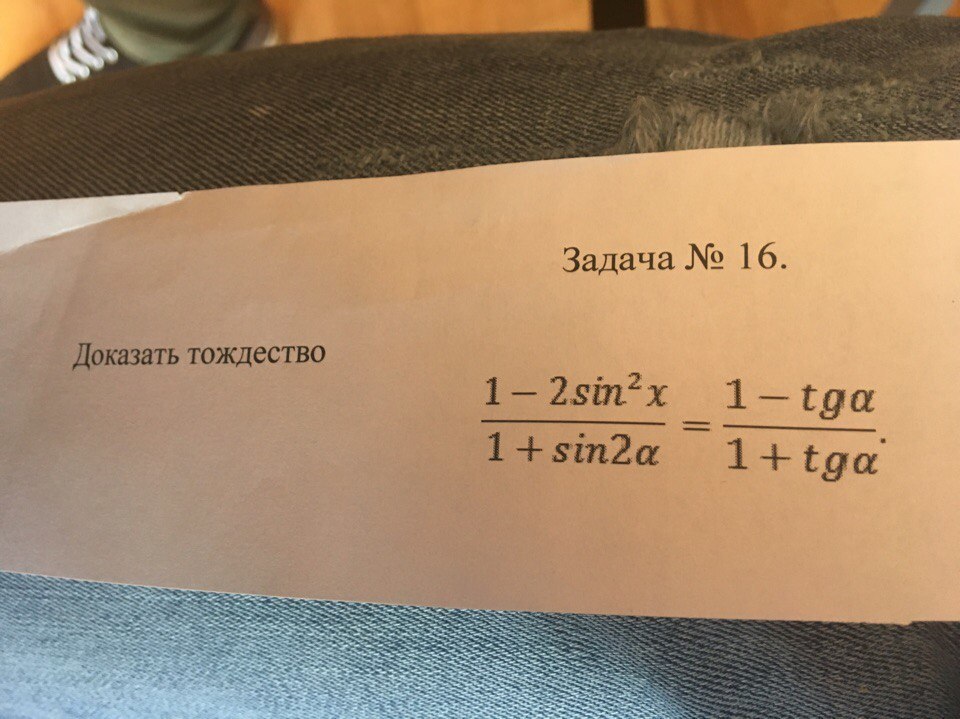 Задача № 16.
Доказать тождество
1 − 2sin²x / 1 + sin2α = 1 − tgα / 1 + tgα.